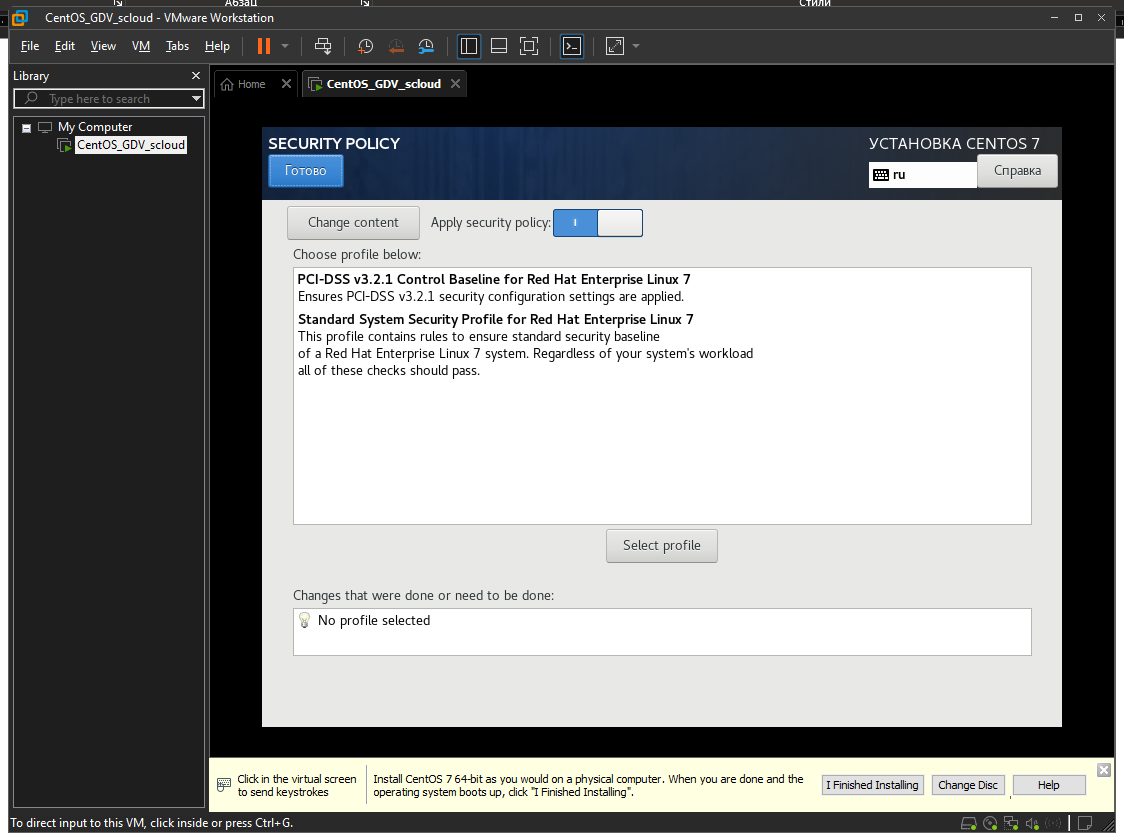 Абзац
Стили
CentOS_GDV_scloud - VMware Workstation
File Edit View VM Tabs Help
Library
Type here to search
My Computer
CentOS_GDV_scloud
Home
CentOS_GDV_scloud
SECURITY POLICY
УСТАНОВКА CENTOS 7
Готово
ru
Справка
Change content
Apply security policy:
Choose profile below:
PCI-DSS v3.2.1 Control Baseline for Red Hat Enterprise Linux 7
Ensures PCI-DSS v3.2.1 security configuration settings are applied.
Standard System Security Profile for Red Hat Enterprise Linux 7
This profile contains rules to ensure standard security baseline
of a Red Hat Enterprise Linux 7 system. Regardless of your system's workload
all of these checks should pass.
Select profile
Changes that were done or need to be done:
No profile selected
Click in the virtual screen
to send keystrokes
Install CentOS 7 64-bit as you would on a physical computer. When you are done and the
operating system boots up, click "I Finished Installing".
I Finished Installing
Change Disc
Help
To direct input to this VM, click inside or press Ctrl+G.